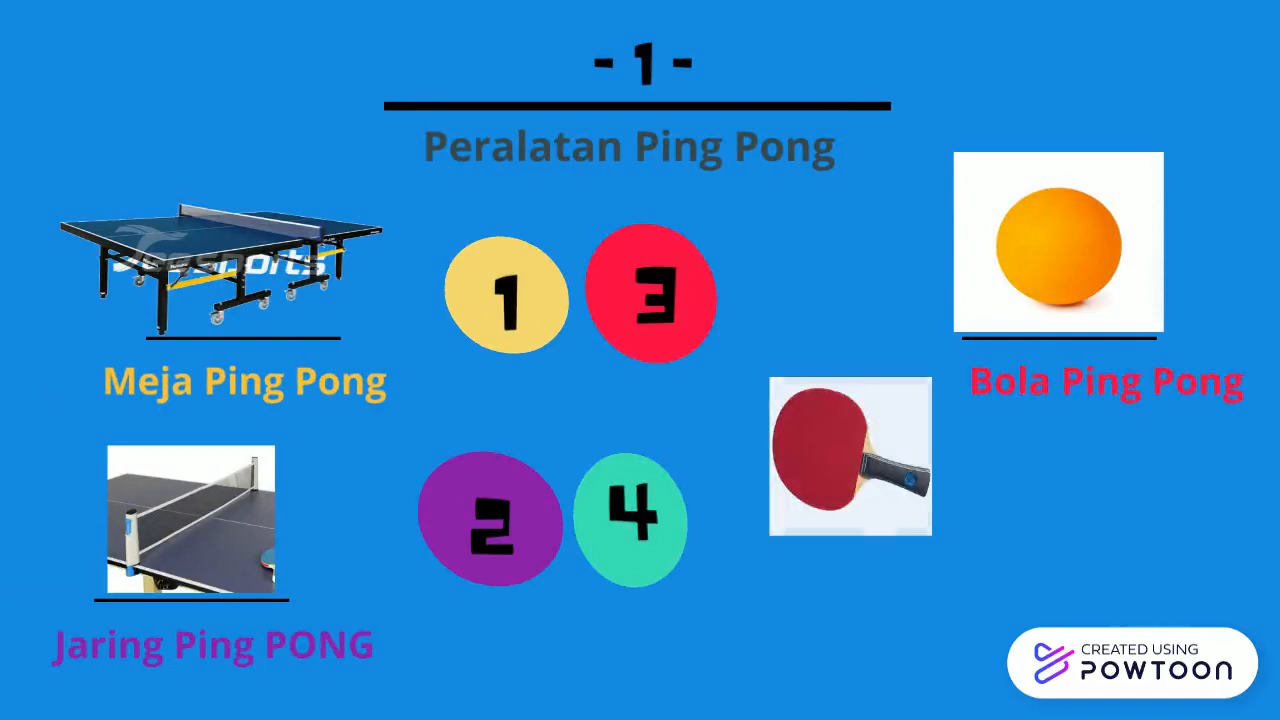 - 1 -
Peralatan Ping Pong
1
3
Meja Ping Pong
Bola Ping Pong
2
4
Jaring Ping PONG
CREATED USING
POWTOON